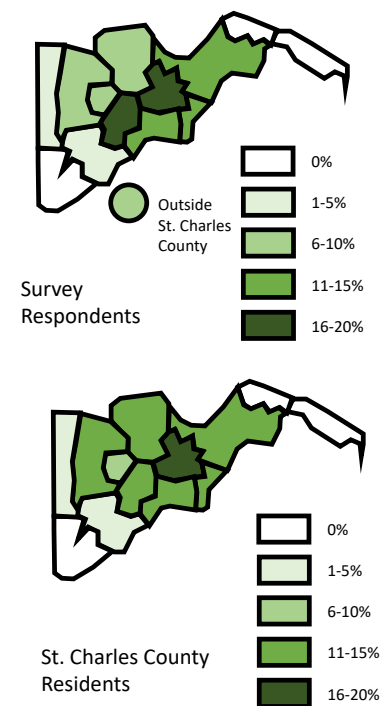 0%
1-5%
Outside
St. Charles
County
6-10%
11-15%
16-20%
Survey
Respondents
0%
1-5%
6-10%
11-15%
16-20%
St. Charles County
Residents